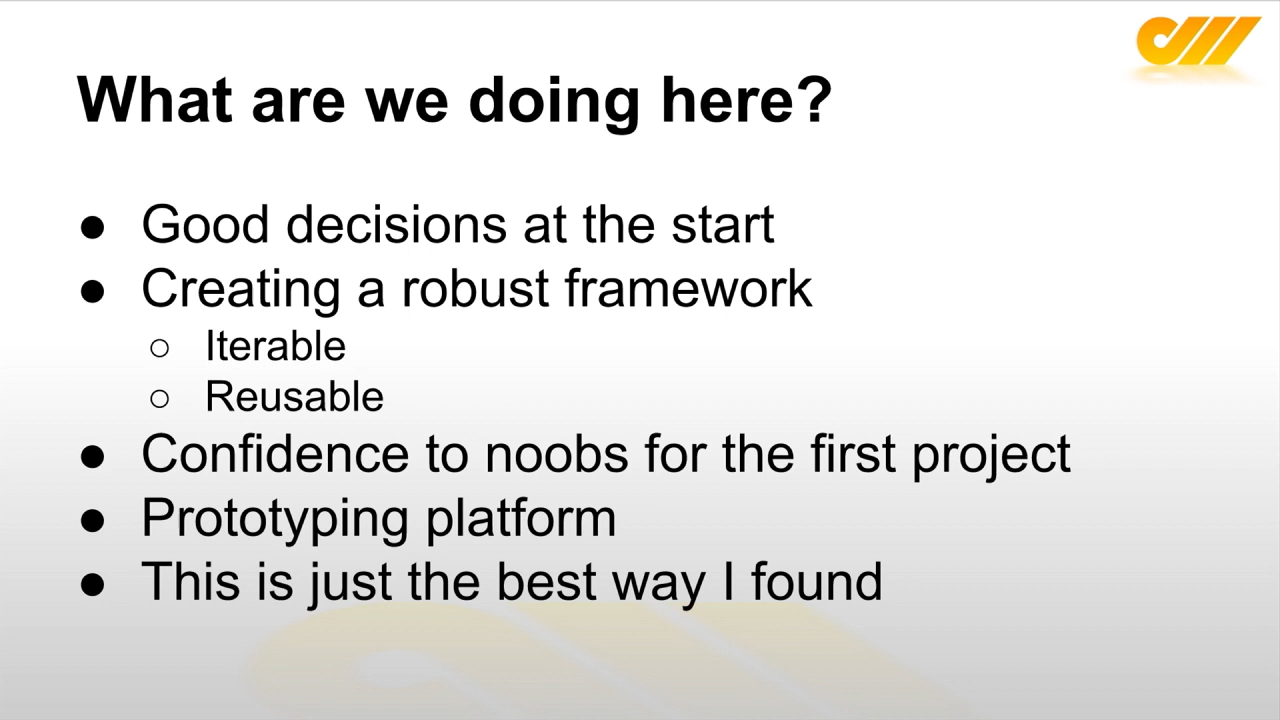 What are we doing here?
● Good decisions at the start
● Creating a robust framework
○ Iterable
○ Reusable
● Confidence to noobs for the first project
● Prototyping platform
● This is just the best way I found